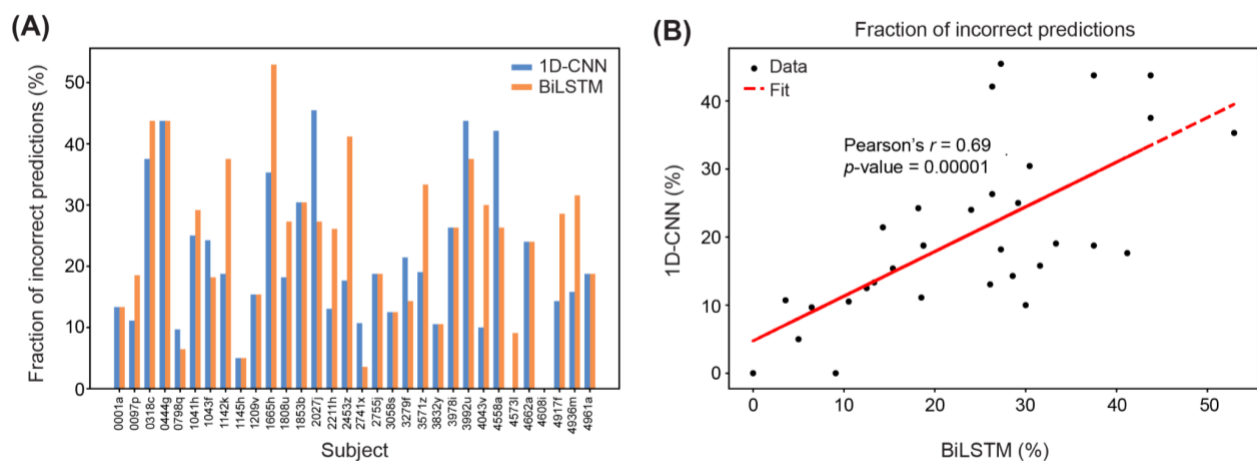 (A)
Fraction of incorrect predictions (%)
50
40
30
20
10
0
1D-CNN
BiLSTM
0001a
0097p
0318c
0444g
0798q
1041h
1043f
1142k
1145h
1209v
1665h
1808u
1853b
2027j
2211h
2453z
2741x
2755j
3058s
3279f
3571z
3832y
3978i
3992u
4043v
4558a
4573l
4662a
4608i
4917f
4936m
4961a
Subject
(B)
Fraction of incorrect predictions
Data
Fit
Pearson's r = 0.69
p-value = 0.00001
1D-CNN (%)
40
30
20
10
0
0 10 20 30 40 50
BiLSTM (%)